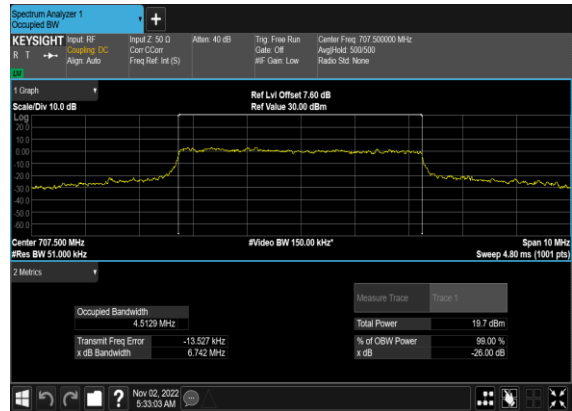 Spectrum Analyzer 1
Occupied BW
KEYSIGHT Input: RF Input Z: 50 Ω Atten: 40 dB Trig: Free Run Center Freq: 707.500000 MHz
R T Coupling: DC Corr CCorr Gate: Off Avg|Hold: 500/500
Align: Auto Freq Ref: Int (S) #IF Gain: Low Radio Std: None
1 Graph
Ref Lvl Offset 7.60 dB
Scale/Div 10.0 dB Ref Value 30.00 dBm
Log
20.0
10.0
0.00
-10.0
-20.0
-30.0
-40.0
-50.0
-60.0
Center 707.500 MHz #Video BW 150.00 kHz* Span 10 MHz
#Res BW 51.000 kHz Sweep 4.80 ms (1001 pts)
2 Metrics
Measure Trace Trace 1
Occupied Bandwidth
4.5129 MHz Total Power 19.7 dBm
Transmit Freq Error -13.527 kHz % of OBW Power 99.00 %
x dB Bandwidth 6.742 MHz x dB -26.00 dB
? Nov 02, 2022
5:33:03 AM